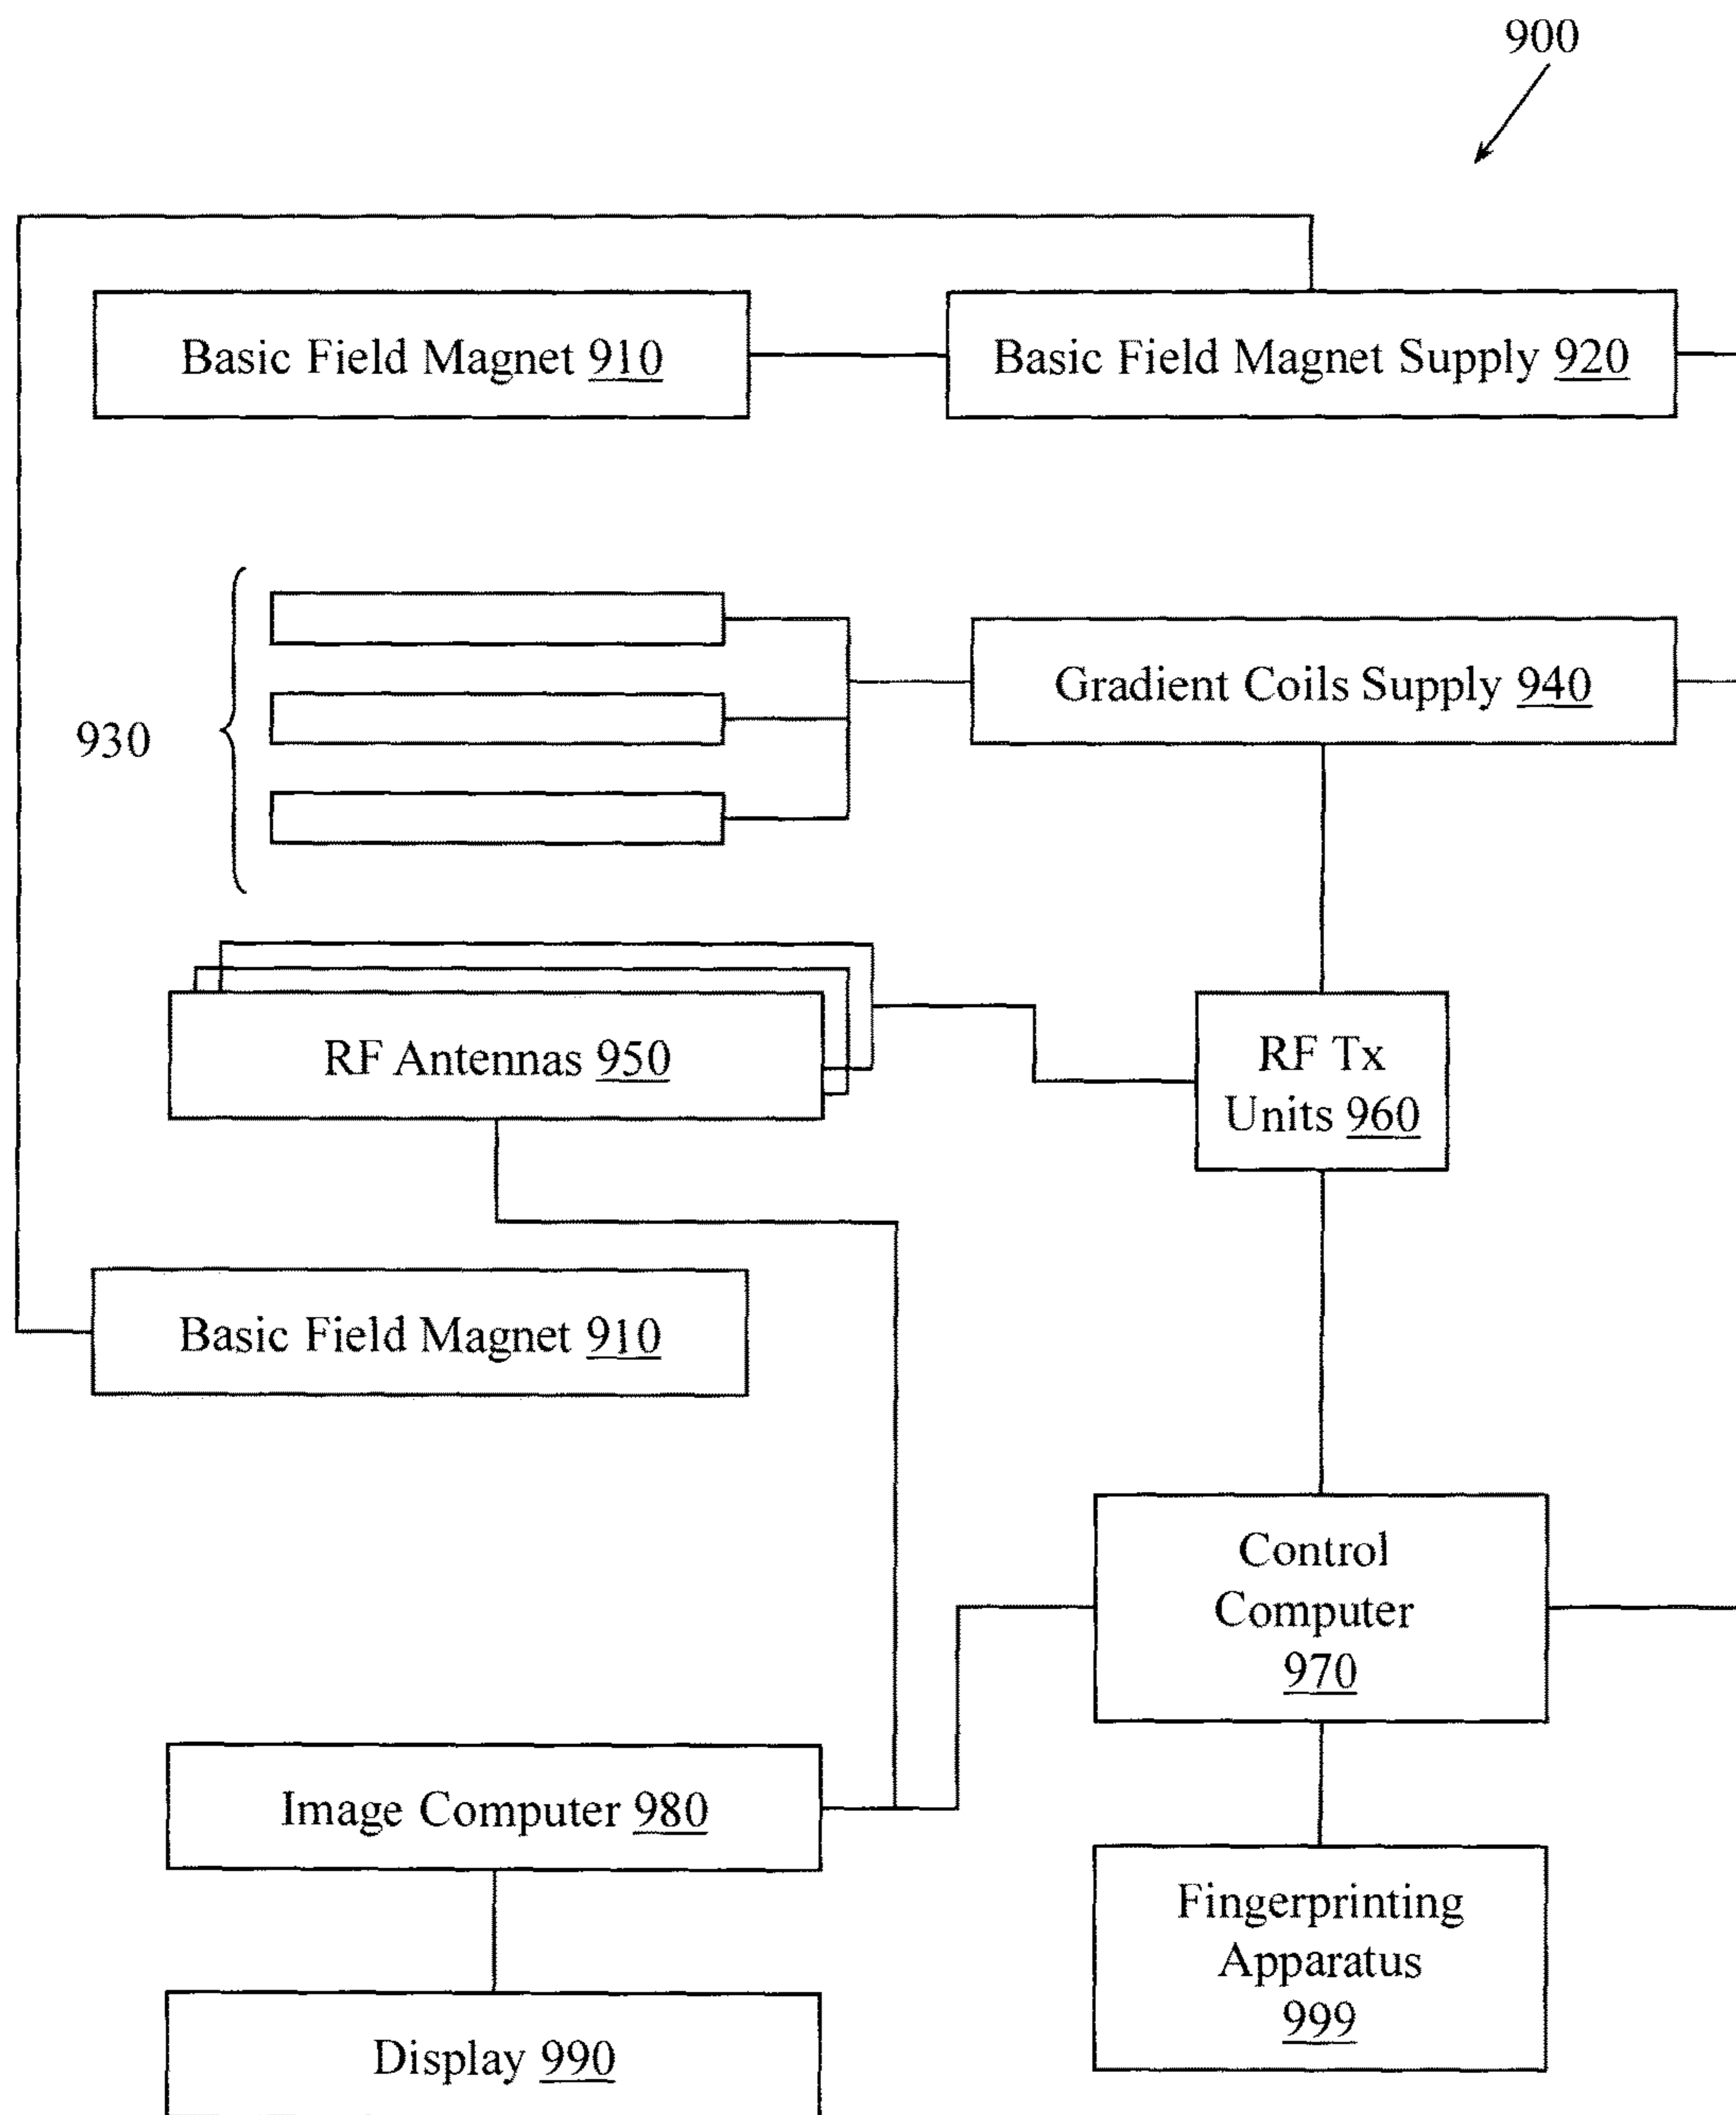 900
Basic Field Magnet 910
Basic Field Magnet Supply 920
930
Gradient Coils Supply 940
RF Antennas 950
RF Tx
Units 960
Basic Field Magnet 910
Control
Computer
970
Image Computer 980
Fingerprinting
Apparatus
999
Display 990